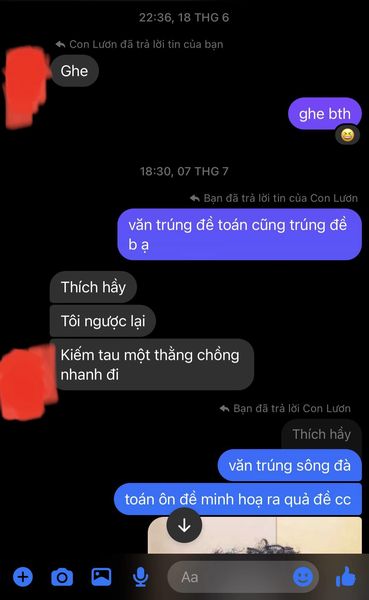 22:36, 18 THG 6
Con Lươn đã trả lời tin của bạn
Ghe
ghe bth
18:30, 07 THG 7
Bạn đã trả lời tin của Con Lươn
văn trúng đề toán cũng trúng đề
b ạ
Thích hầy
Tôi ngược lại
Kiếm tau một thằng chồng
nhanh đi
Bạn đã trả lời Con Lươn
Thích hầy
văn trúng sông đà
toán ôn đề minh hoạ ra quả đề cc
Aa